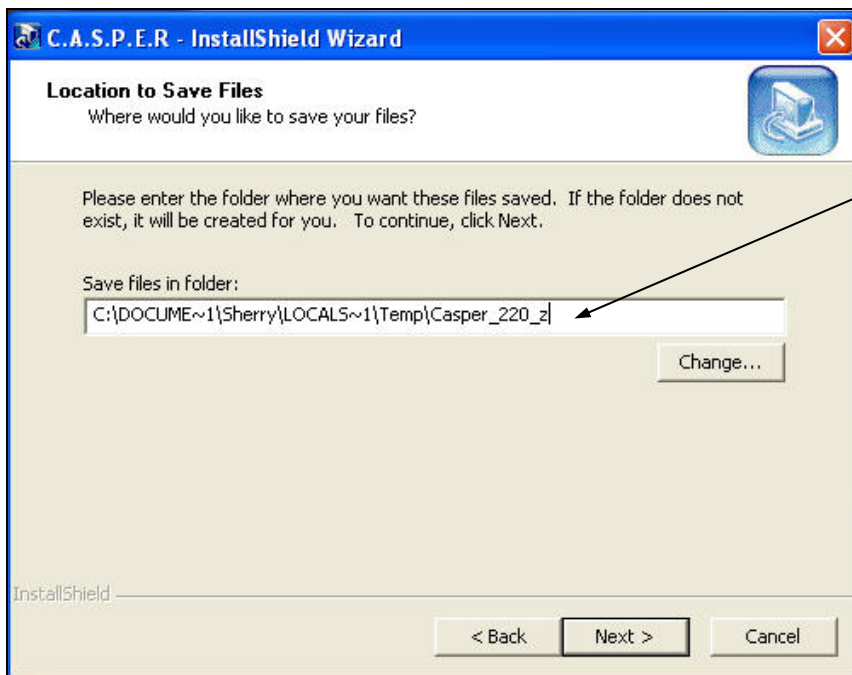 C.A.S.P.E.R - InstallShield Wizard
Location to Save Files
Where would you like to save your files?
Please enter the folder where you want these files saved.  If the folder does not
exist, it will be created for you.   To continue, click Next.
Save files in folder:
C:\DOCUME~1\Sherry\LOCALS~1\Temp\Casper_220_z
Change...
InstallShield
< Back
Next >
Cancel